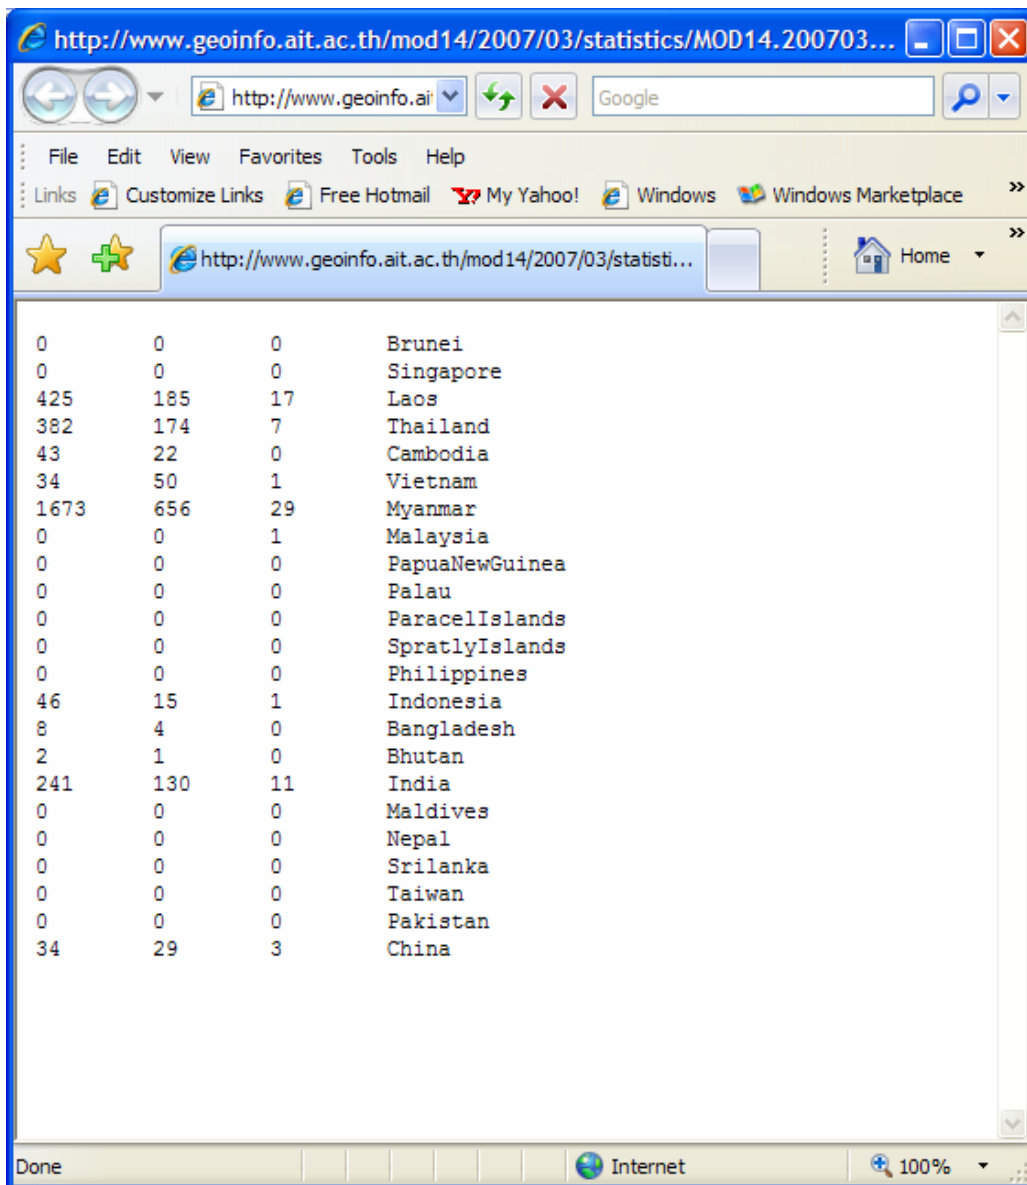 http://www.geoinfo.ait.ac.th/mod14/2007/03/statistics/MOD14.200703...
http://www.geoinfo.ai Google
File Edit View Favorites Tools Help
Links Customize Links Free Hotmail My Yahoo! Windows Windows Marketplace »
http://www.geoinfo.ait.ac.th/mod14/2007/03/statisti... Home »
0 0 0 Brunei
0 0 0 Singapore
425 185 17 Laos
382 174 7 Thailand
43 22 0 Cambodia
34 50 1 Vietnam
1673 656 29 Myanmar
0 0 1 Malaysia
0 0 0 PapuaNewGuinea
0 0 0 Palau
0 0 0 ParacelIslands
0 0 0 SpratlyIslands
0 0 0 Philippines
46 15 1 Indonesia
8 4 0 Bangladesh
2 1 0 Bhutan
241 130 11 India
0 0 0 Maldives
0 0 0 Nepal
0 0 0 Srilanka
0 0 0 Taiwan
0 0 0 Pakistan
34 29 3 China
Done Internet 100%